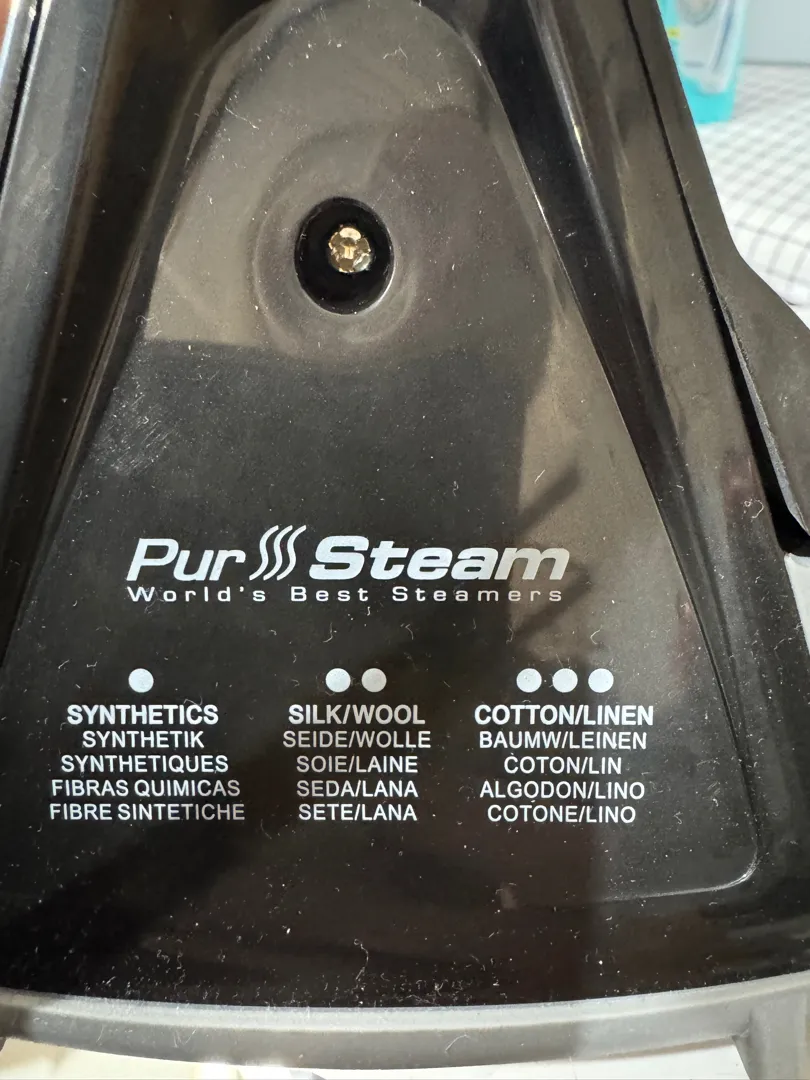 Pur Steam
World's Best Steamers
SYNTHETICS
SYNTHETIK
SYNTHETIQUES
FIBRAS QUIMICAS
FIBRE SINTETICHE
SILK/WOOL
SEIDE/WOLLE
SOIE/LAINE
SEDA/LANA
SETE/LANA
COTTON/LINEN
BAUMW/LEINEN
COTON/LIN
ALGODON/LINO
COTONE/LINO